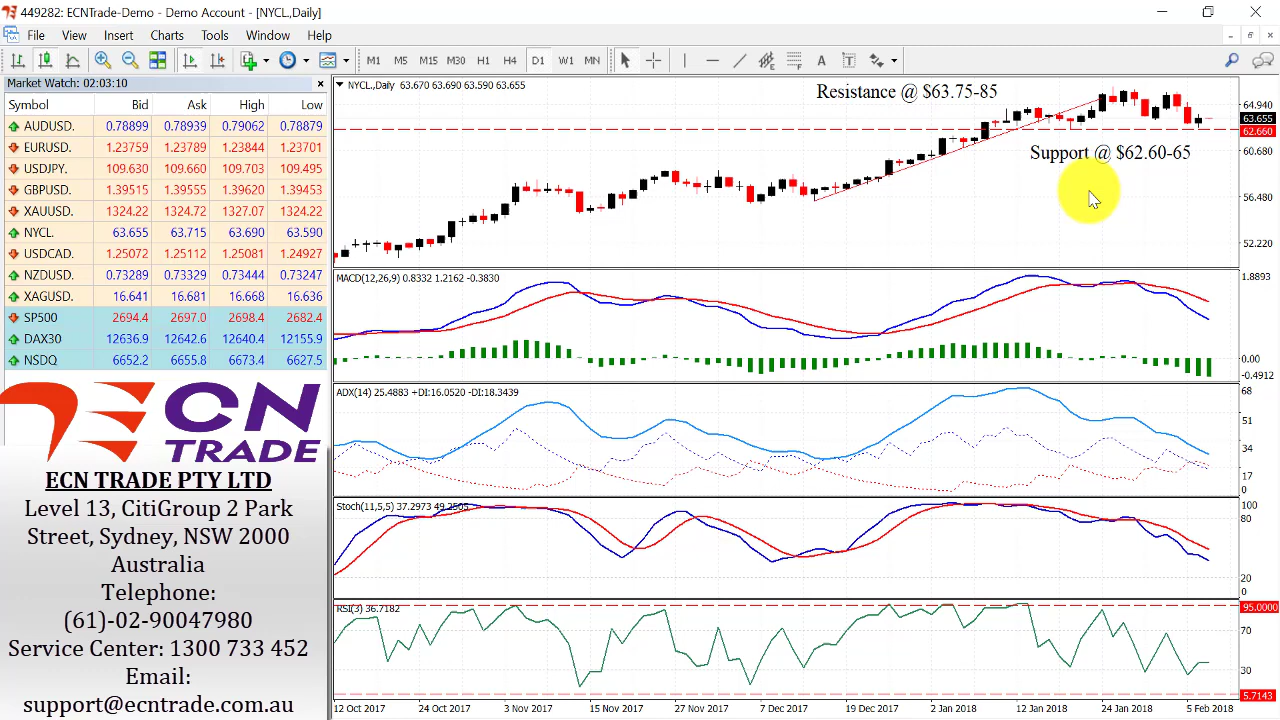 449282: ECNTrade-Demo - Demo Account - [NYCL,Daily]
File View Insert Charts Tools Window Help
M1 M5 M15 M30 H1 H4 D1 W1 MN
Market Watch: 02:03:10
Symbol Bid Ask High Low
AUDUSD. 0.78899 0.78939 0.79062 0.78879
EURUSD. 1.23759 1.23789 1.23844 1.23701
USDJPY. 109.630 109.660 109.703 109.495
GBPUSD. 1.39515 1.39565 1.39620 1.39453
XAUUSD. 1324.22 1324.72 1327.07 1324.22
NYCL. 63.655 63.715 63.690 63.590
USDCAD. 1.25072 1.25112 1.25081 1.24927
NZDUSD. 0.73289 0.73329 0.73444 0.73247
XAGUSD. 16.641 16.681 16.668 16.636
SP500 2694.4 2697.0 2698.4 2682.4
DAX30 12636.9 12642.6 12640.4 12155.9
NSDQ 6652.9 6655.8 6673.4 6627.5
ECN
TRADE
ECN TRADE PTY LTD
Level 13, CitiGroup 2 Park
Street, Sydney, NSW 2000
Australia
Telephone:
(61)-02-90047980
Service Center: 1300 733 452
Email:
support@ecntrade.com.au
NYCL.,Daily 63.670 63.690 63.590 63.655
Resistance @ $63.75-85
Support @ $62.60-65
64.940
63.655
62.660
60.680
56.480
52.220
MACD(12,26,9) 0.8332 1.2162 -0.3830
1.8893
0.00
-0.4912
ADX(14) 25.4883 +DI:16.0520 -DI:18.3439
68
51
34
17
0
Stoch(11,5,5) 37.2973 49.2505
100
80
20
0
RSI(3) 36.7182
95.0000
70
30
5.7143
12 Oct 2017 24 Oct 2017 3 Nov 2017 15 Nov 2017 27 Nov 2017 7 Dec 2017 19 Dec 2017 2 Jan 2018 12 Jan 2018 24 Jan 2018 5 Feb 2018